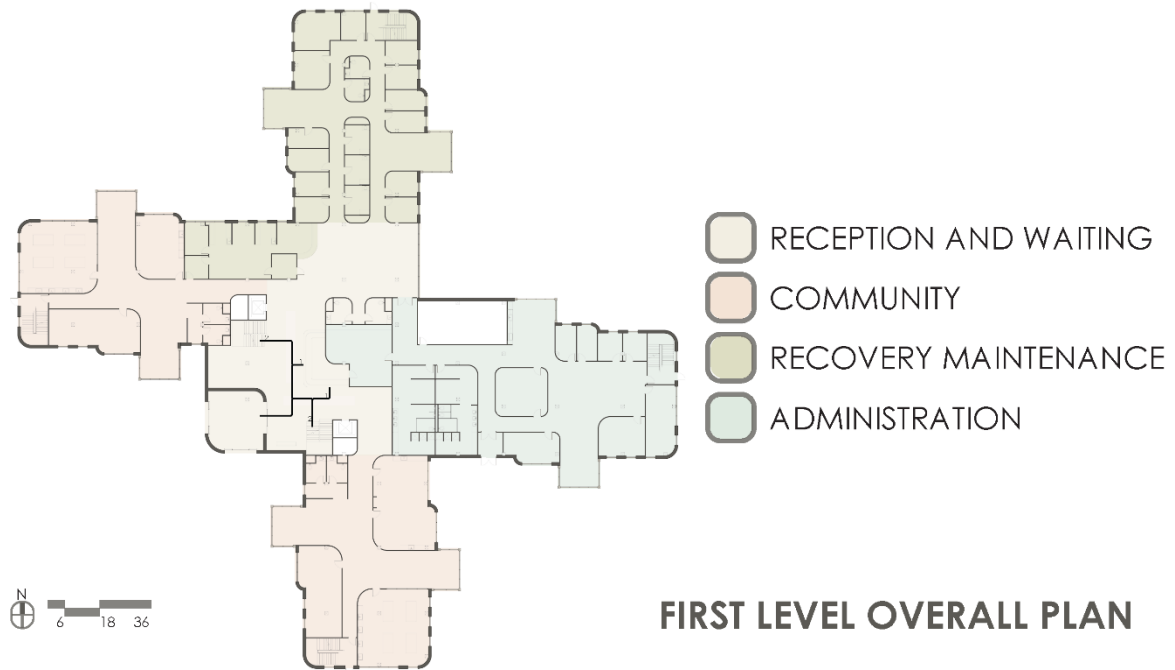 RECEPTION AND WAITING
COMMUNITY
RECOVERY MAINTENANCE
ADMINISTRATION
N
6 18 36
FIRST LEVEL OVERALL PLAN